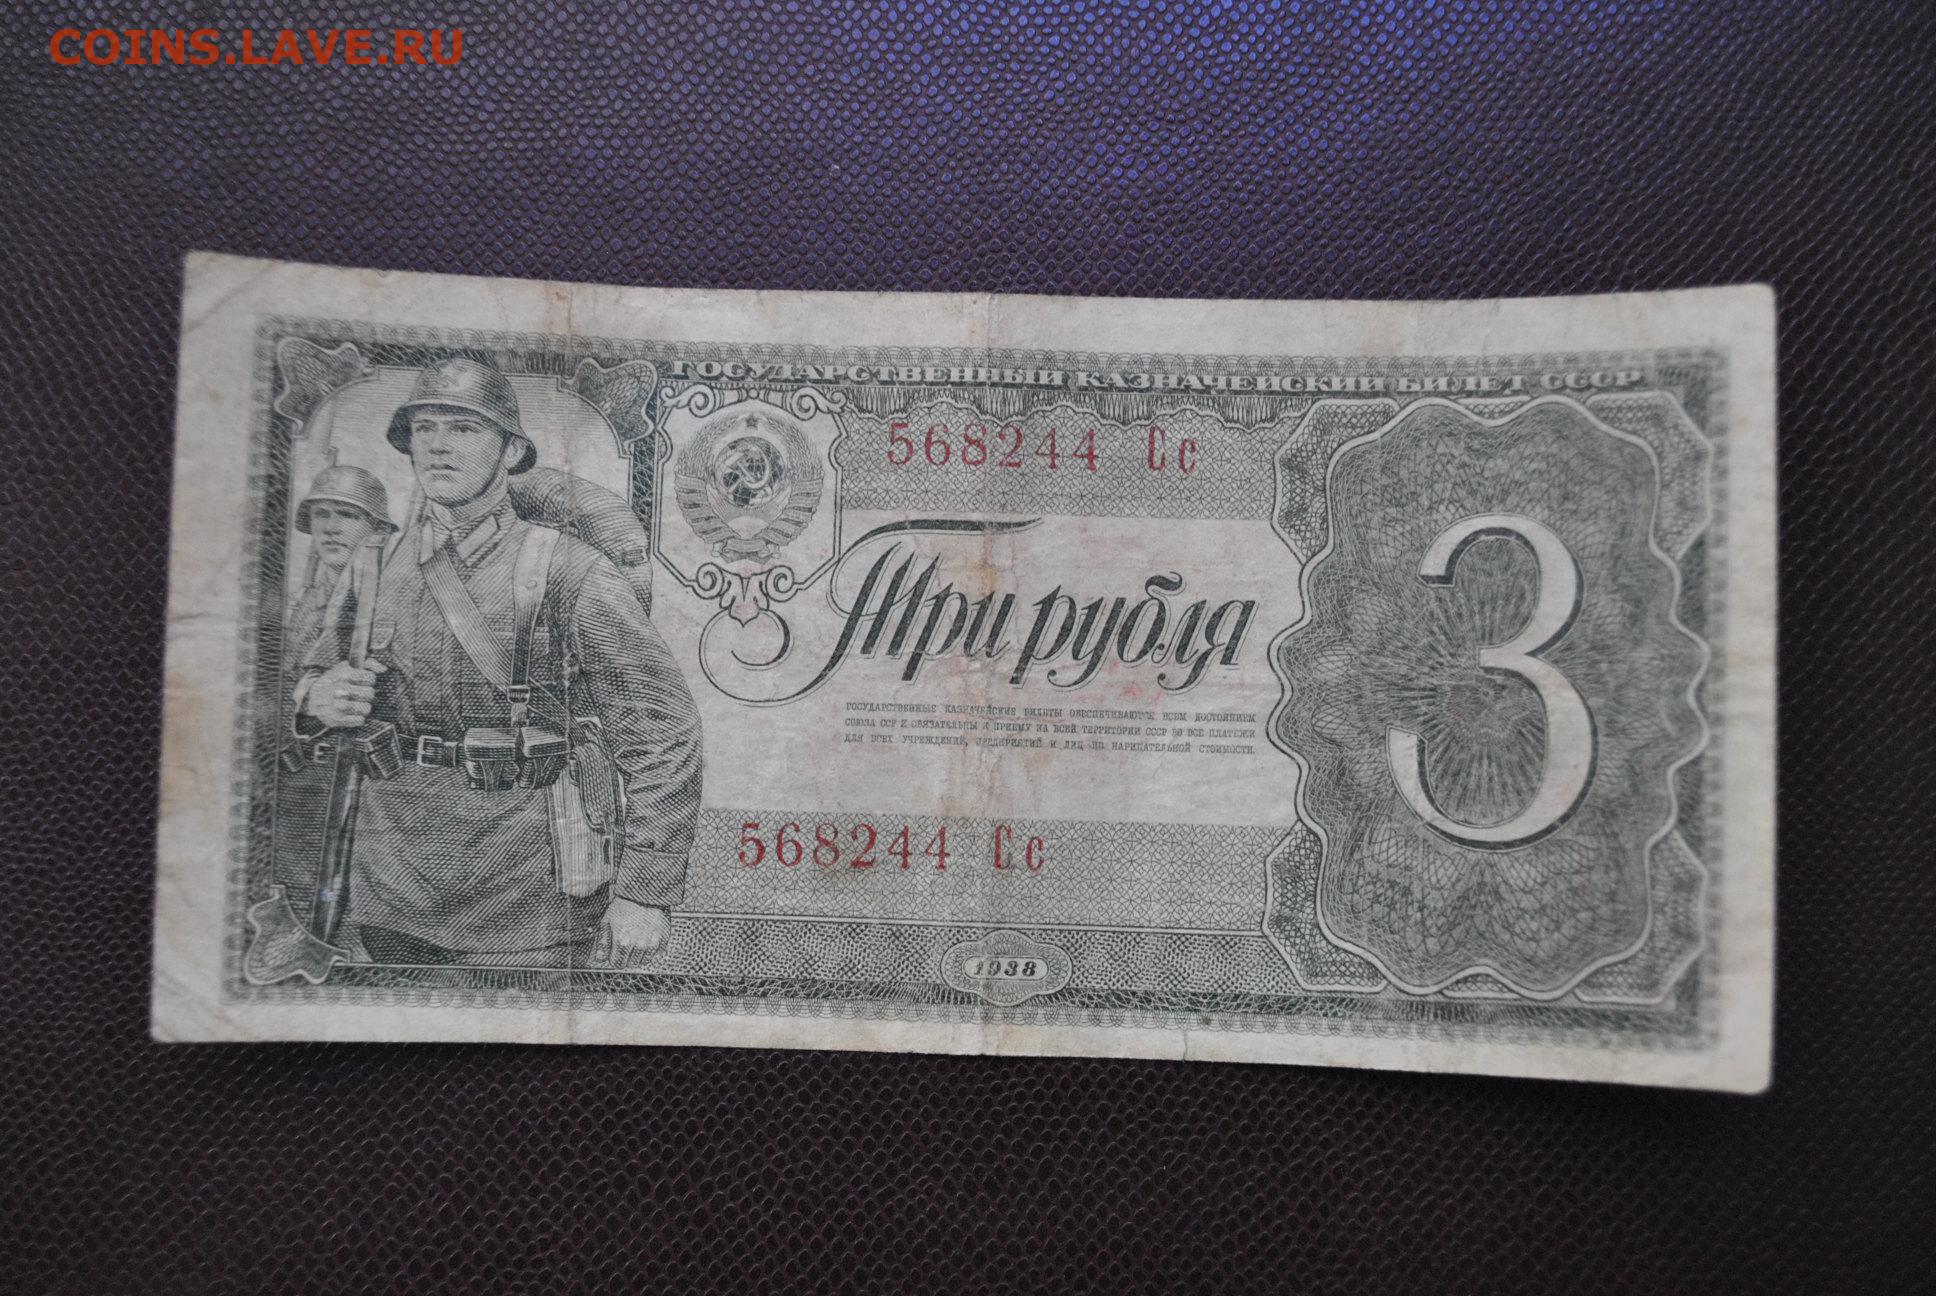 COINS.LAVE.RU
ГОСУДАРСТВЕННЫЙ КАЗНАЧЕЙСКИЙ БИЛЕТ СССР
568244 Сс
Три рубля
3
ГОСУДАРСТВЕННЫЕ КАЗНАЧЕЙСКИЕ БИЛЕТЫ ОБЕСПЕЧИВАЮТСЯ ВСЕМ ДОСТОЯНИЕМ
СОЮЗА ССР И ОБЯЗАТЕЛЬНЫ К ПРИЕМУ НА ВСЕЙ ТЕРРИТОРИИ СССР ВО ВСЕ ПЛАТЕЖИ
ДЛЯ ВСЕХ УЧРЕЖДЕНИЙ, ПРЕДПРИЯТИЙ И ЛИЦ ПО НАРИЦАТЕЛЬНОЙ СТОИМОСТИ.
568244 Сс
1938